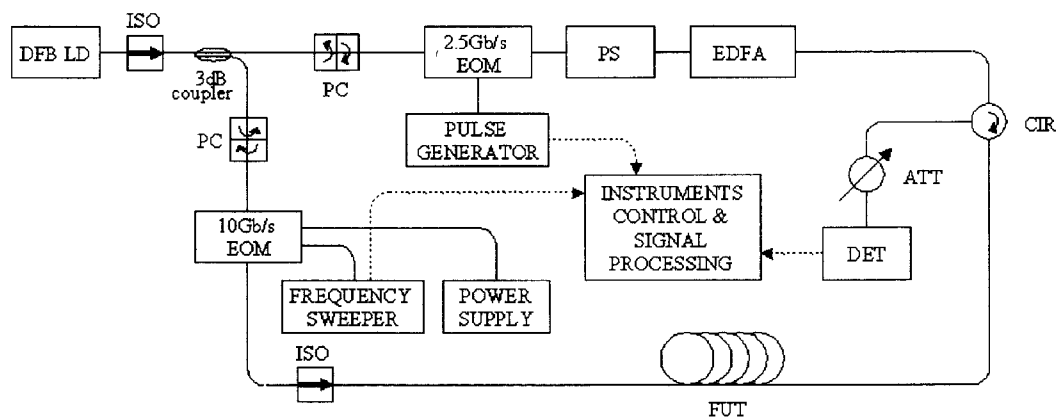 ISO
DFB LD
3dB
coupler
PC
2.5Gb/s
EOM
PS
EDFA
CIR
PC
PULSE
GENERATOR
ATT
INSTRUMENTS
CONTROL &
SIGNAL
PROCESSING
DET
10Gb/s
EOM
FREQUENCY
SWEEPER
POWER
SUPPLY
ISO
FUT